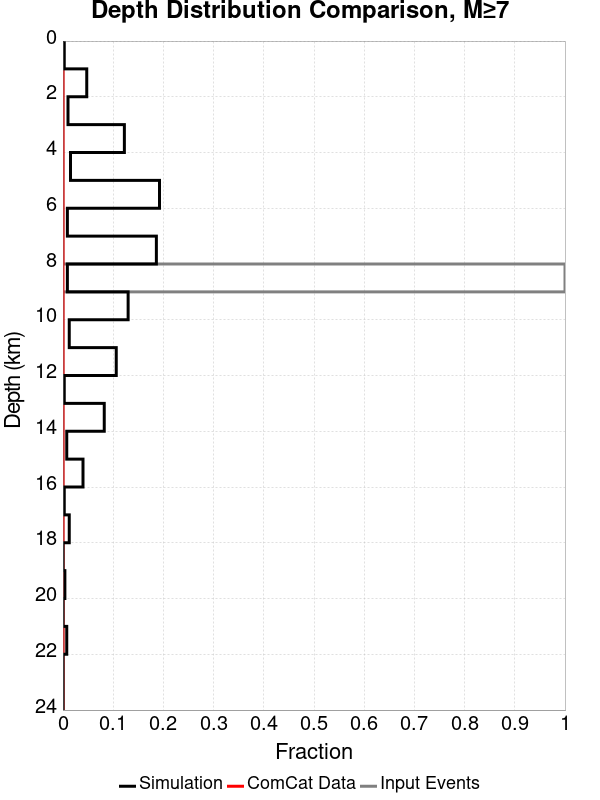 Depth Distribution Comparison, M≥7
0
2
4
6
8
10
12
14
16
18
20
22
24
Depth (km)
0 0.1 0.2 0.3 0.4 0.5 0.6 0.7 0.8 0.9 1
Fraction
Simulation ComCat Data Input Events